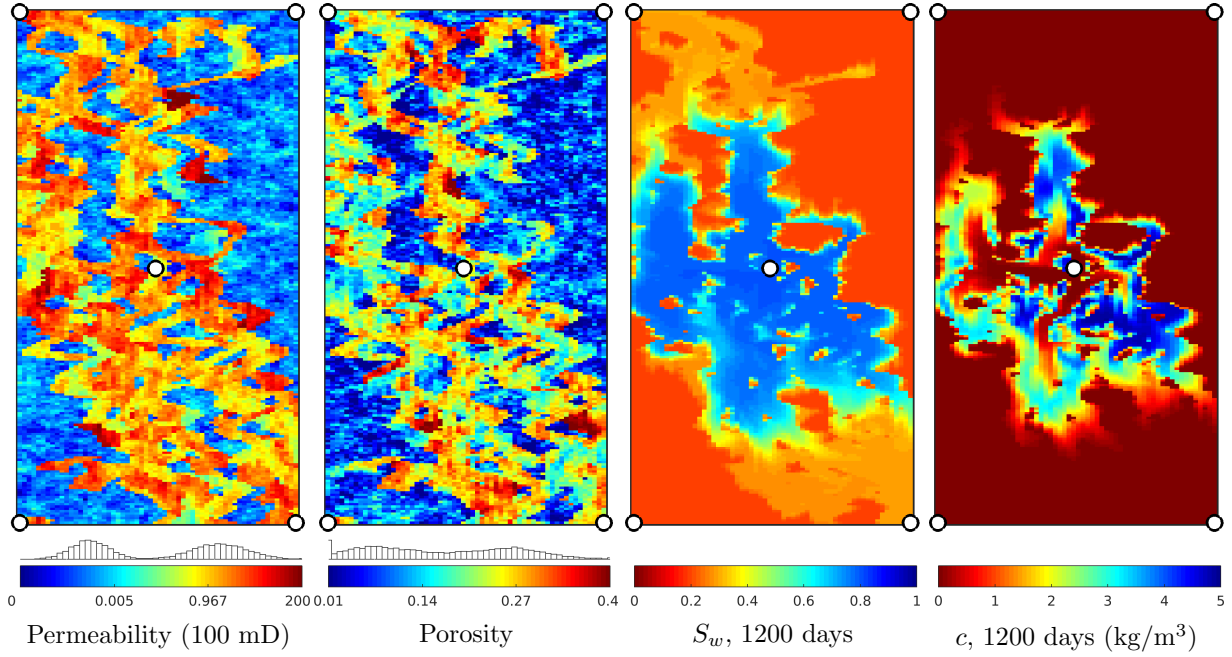 0 0.005 0.967 200 0.01 0.14 0.27 0.4 0 0.2 0.4 0.6 0.8 1 0 1 2 3 4 5
Permeability (100 mD) Porosity S_w, 1200 days c, 1200 days (kg/m³)